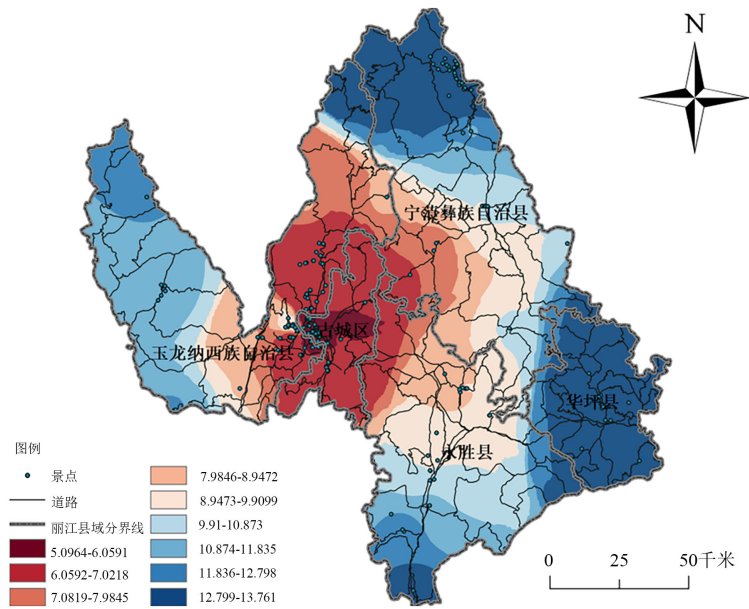 N
宁蒗彝族自治县
古城区
玉龙纳西族自治县
华坪县
永胜县
图例
景点
道路
丽江县域分界线
5.0964-6.0591
6.0592-7.0218
7.0819-7.9845
7.9846-8.9472
8.9473-9.9099
9.91-10.873
10.874-11.835
11.836-12.798
12.799-13.761
0 25 50千米